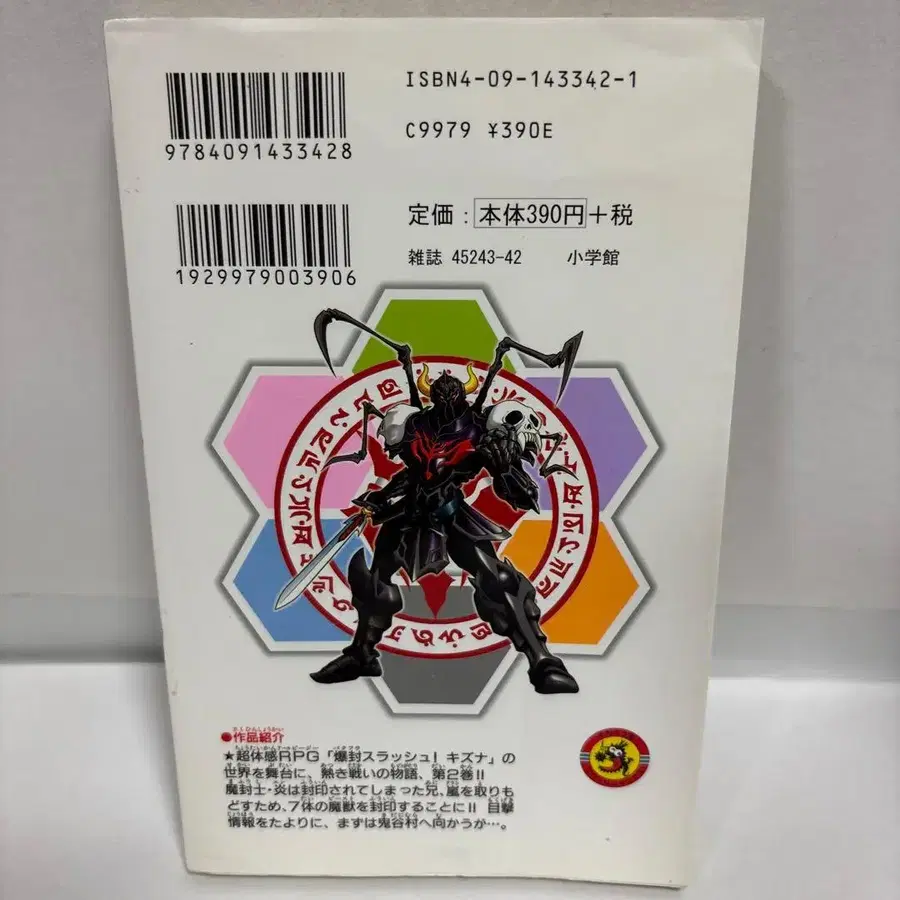 ISBN4-09-143342-1
C9979 ¥390E
9784091433428
定価：本体390円＋税
雑誌 45243-42 小学館
1929979003906
●作品紹介
★超体感RPG「爆封スラッシュ！キズナ」の
世界を舞台に、熱き戦いの物語、第2巻!!
魔封士・炎は封印されてしまった兄、嵐を取りも
どすため、7体の魔獣を封印することに!! 目撃
情報をたよりに、まずは鬼谷村へ向かうが…。